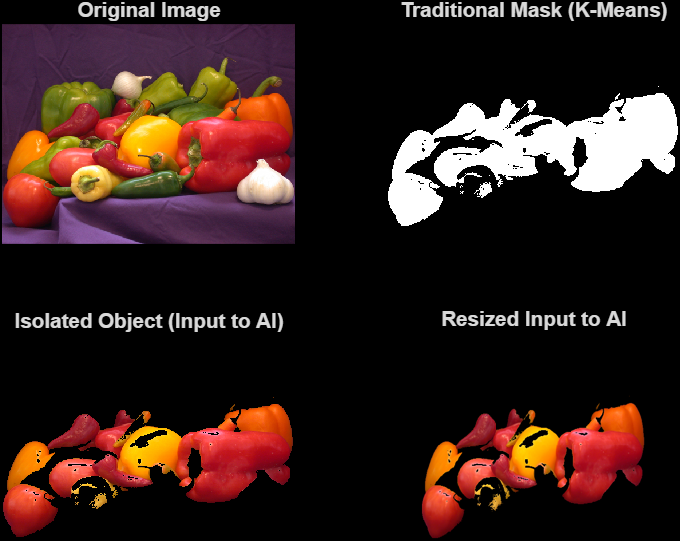 Original Image
Traditional Mask (K-Means)
Isolated Object (Input to AI)
Resized Input to AI